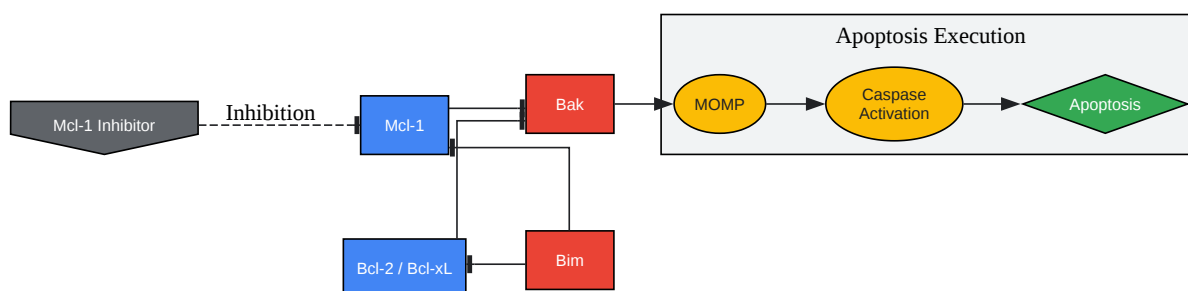 Apoptosis Execution
Mcl-1 Inhibitor
Inhibition
Mcl-1
Bak
MOMP
Caspase
Activation
Apoptosis
Bcl-2 / Bcl-xL
Bim